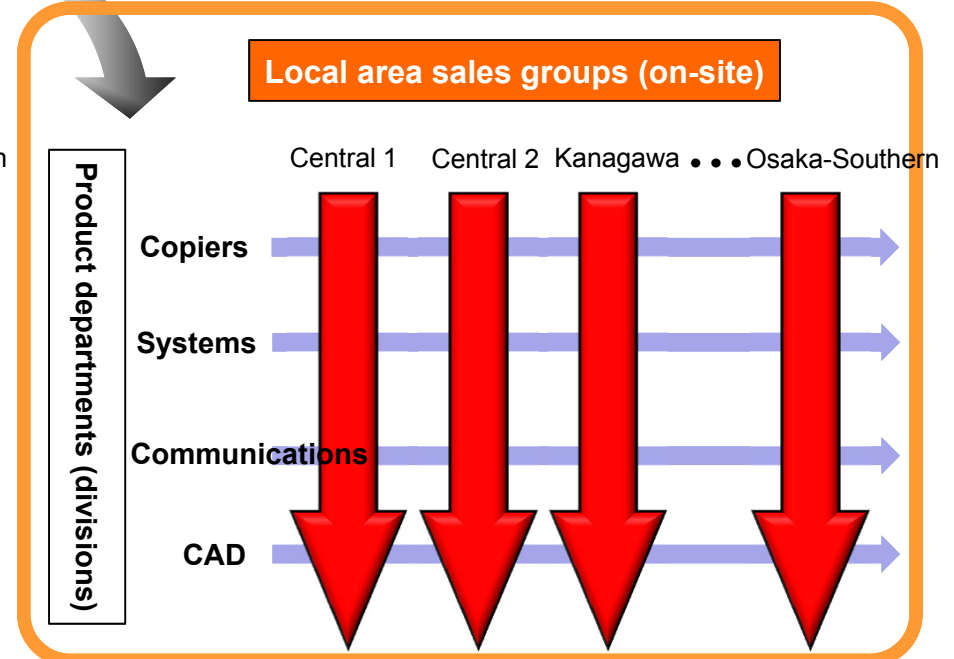 Local area sales groups (on-site)
n
Central 1 Central 2 Kanagawa • • • Osaka-Southern
Product departments (divisions)
Copiers
Systems
Communications
CAD